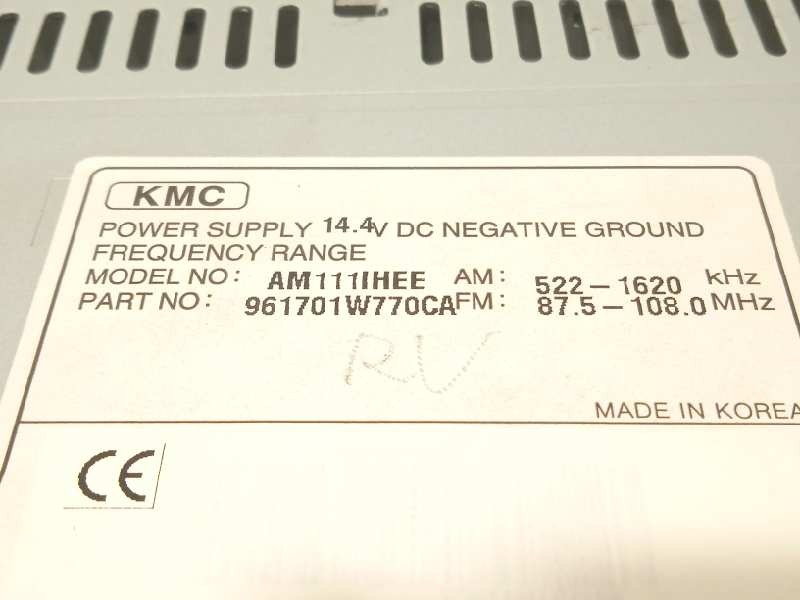 KMC
POWER SUPPLY 14.4V DC NEGATIVE GROUND
FREQUENCY RANGE
MODEL NO: AM111IHEE AM: 522-1620 kHz
PART NO: 961701W770CA FM: 87.5-108.0 MHz
RV
MADE IN KOREA
CE